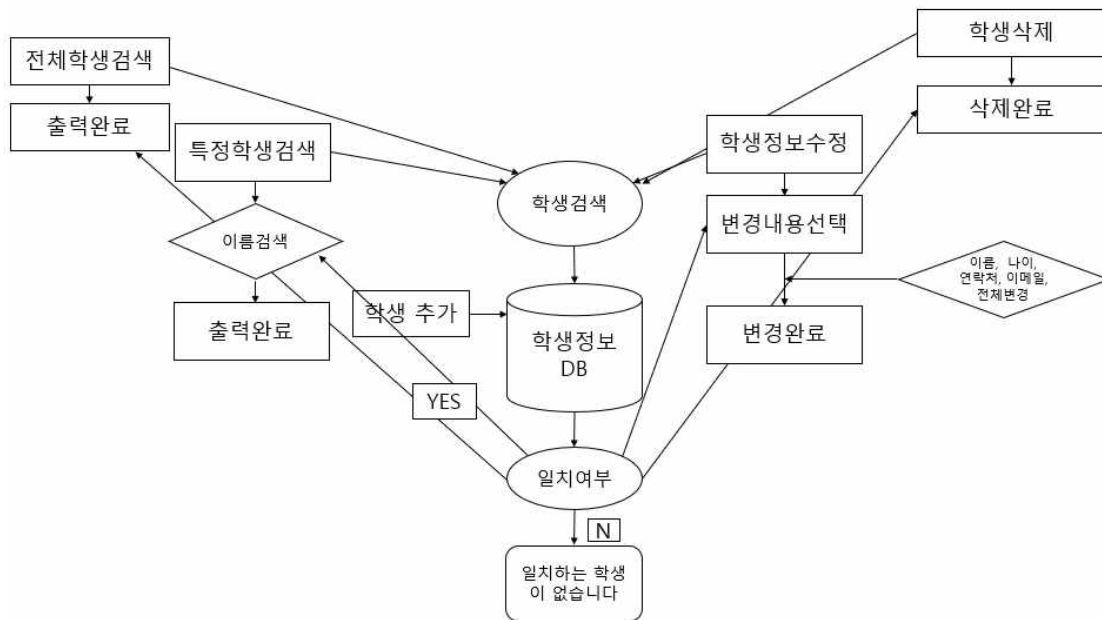 학생삭제
전체학생검색
삭제완료
출력완료
학생정보수정
특정학생검색
학생검색
변경내용선택
이름검색
이름, 나이,
연락처, 이메일,
전체변경
학생 추가
출력완료
변경완료
학생정보
DB
YES
일치여부
N
일치하는 학생
이 없습니다